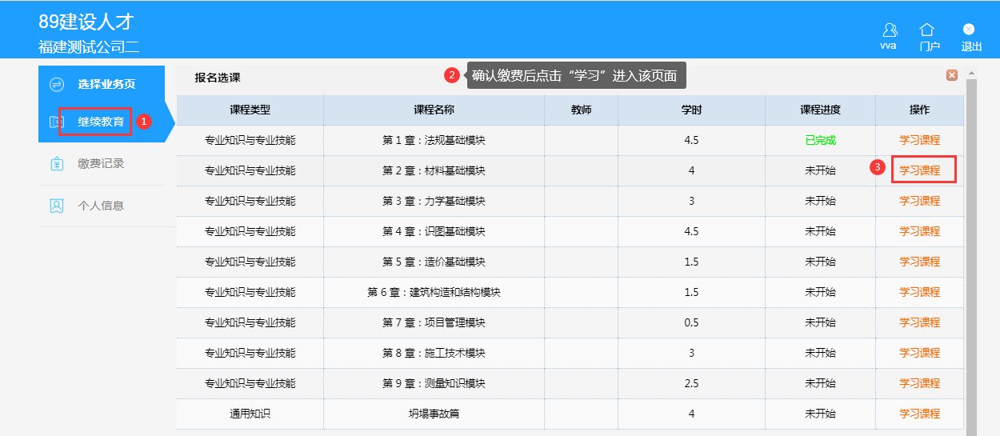 89建设人才
福建测试公司二
vva 门户 退出
选择业务页
继续教育 1
缴费记录
个人信息
报名选课
2 确认缴费后点击“学习”进入该页面
课程类型 课程名称 教师 学时 课程进度 操作
专业知识与专业技能 第 1 章：法规基础模块 4.5 已完成 学习课程
专业知识与专业技能 第 2 章：材料基础模块 4 未开始 3 学习课程
专业知识与专业技能 第 3 章：力学基础模块 3 未开始 学习课程
专业知识与专业技能 第 4 章：识图基础模块 4.5 未开始 学习课程
专业知识与专业技能 第 5 章：造价基础模块 1.5 未开始 学习课程
专业知识与专业技能 第 6 章：建筑构造和结构模块 1.5 未开始 学习课程
专业知识与专业技能 第 7 章：项目管理模块 0.5 未开始 学习课程
专业知识与专业技能 第 8 章：施工技术模块 3 未开始 学习课程
专业知识与专业技能 第 9 章：测量知识模块 2.5 未开始 学习课程
通用知识 坍塌事故篇 4 未开始 学习课程